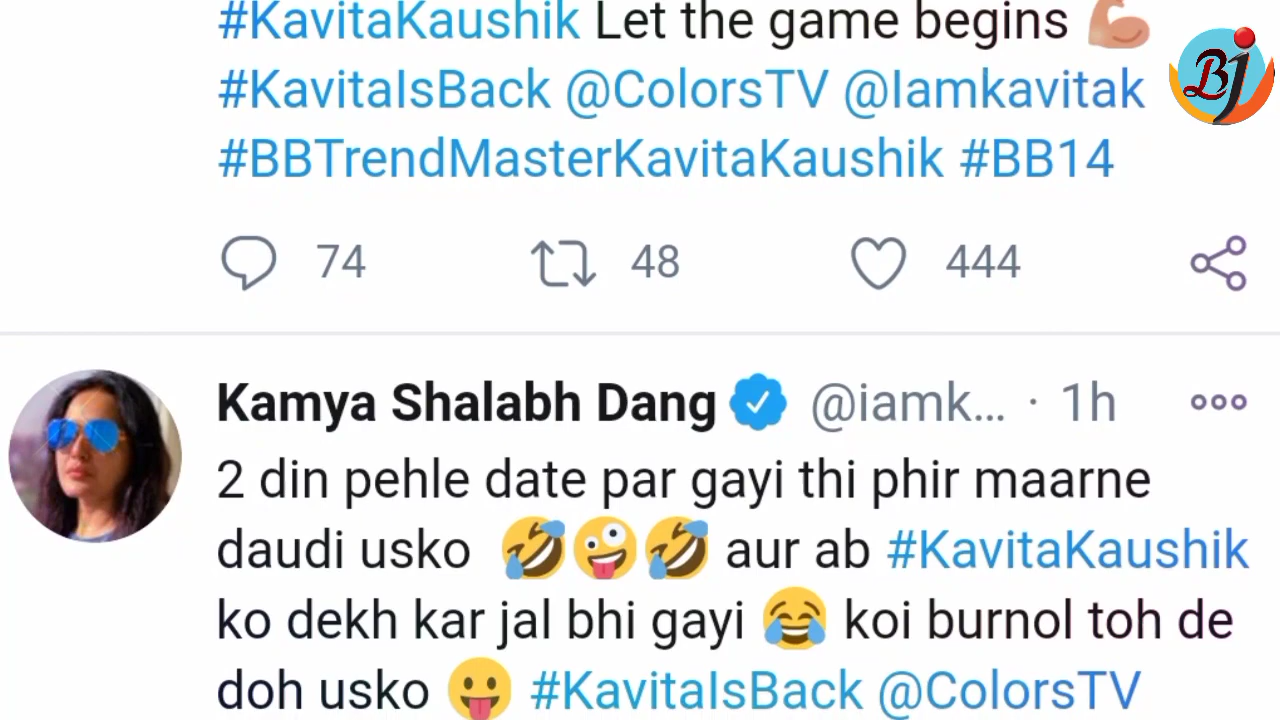 #KavitaKaushik Let the game begins 💪
#KavitaIsBack @ColorsTV @Iamkavitak
#BBTrendMasterKavitaKaushik #BB14
74 48 444
Kamya Shalabh Dang @iamk... · 1h
2 din pehle date par gayi thi phir maarne
daudi usko 🤣🤪🤣 aur ab #KavitaKaushik
ko dekh kar jal bhi gayi 😂 koi burnol toh de
doh usko 😛 #KavitaIsBack @ColorsTV
Bj